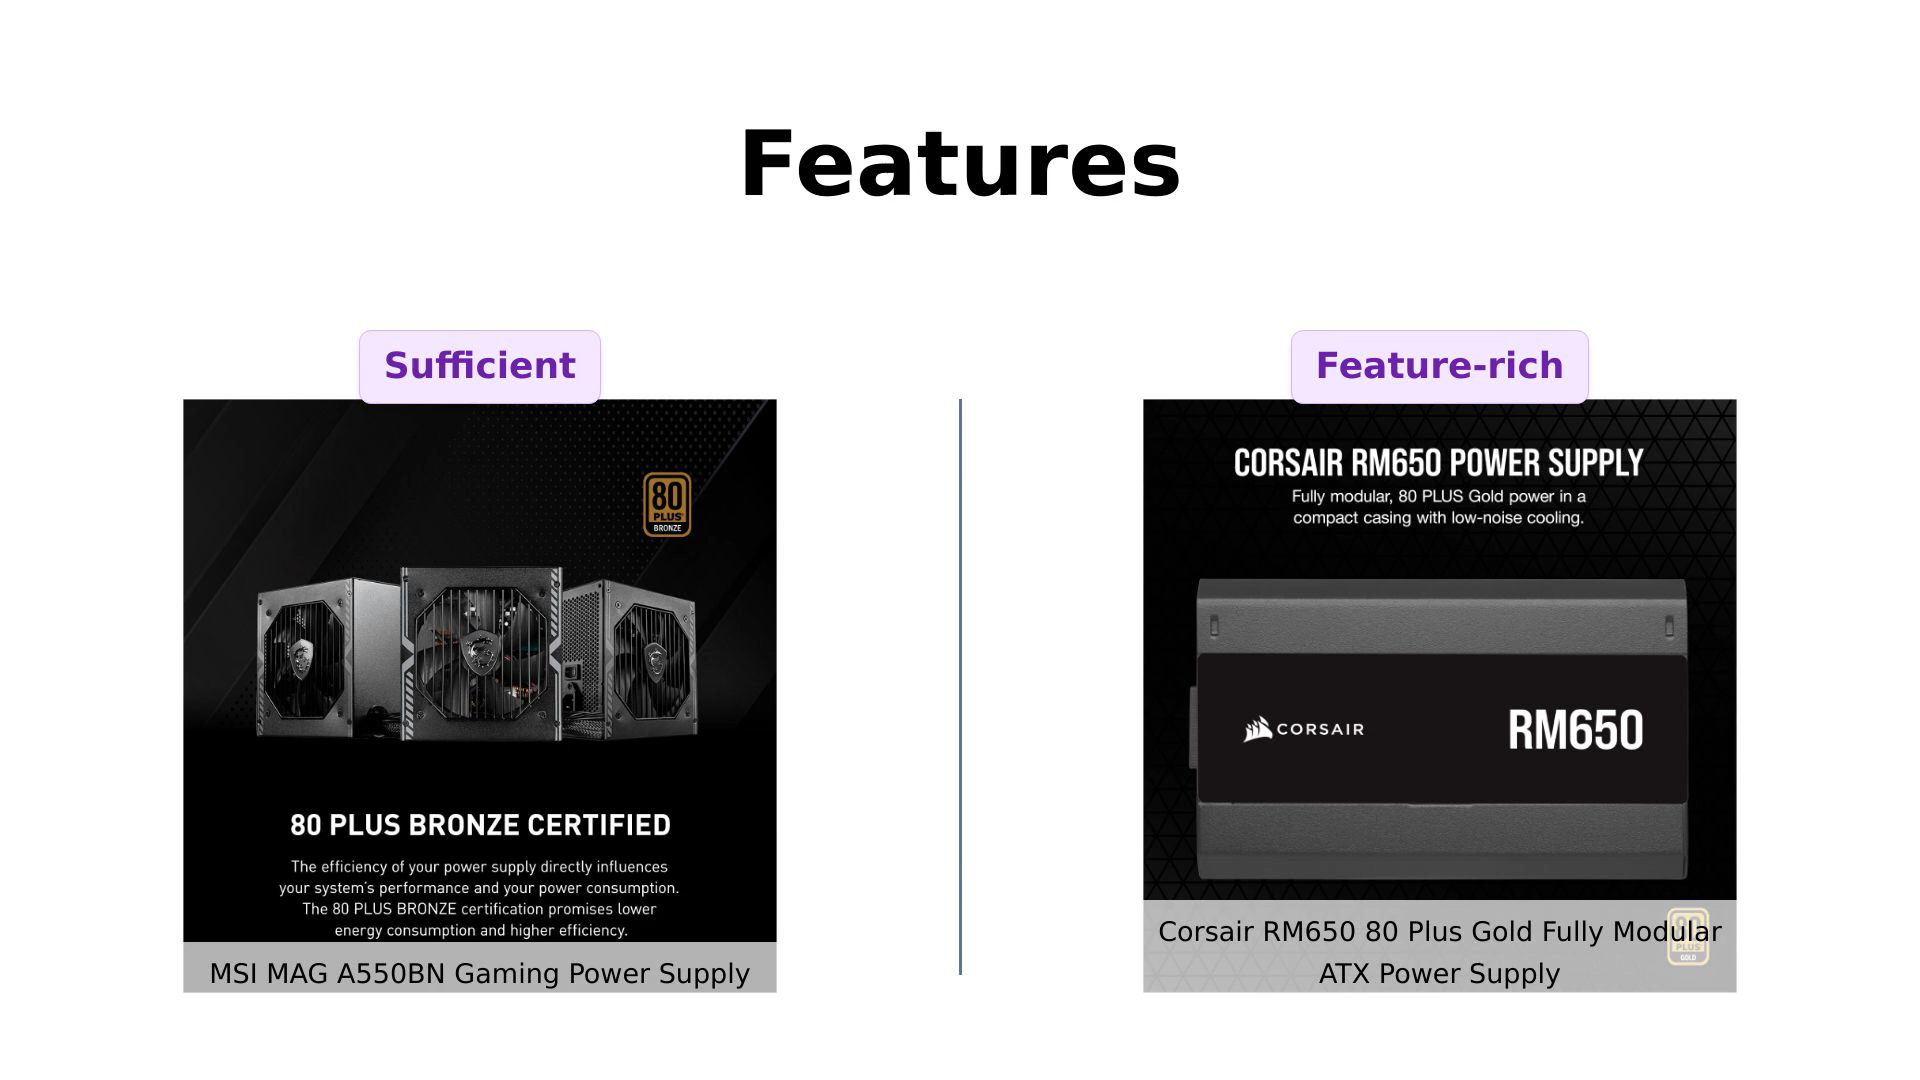 Features
Sufficient
80
PLUS
BRONZE
80 PLUS BRONZE CERTIFIED
The efficiency of your power supply directly influences
your system's performance and your power consumption.
The 80 PLUS BRONZE certification promises lower
energy consumption and higher efficiency.
MSI MAG A550BN Gaming Power Supply
Feature-rich
CORSAIR RM650 POWER SUPPLY
Fully modular, 80 PLUS Gold power in a
compact casing with low-noise cooling.
CORSAIR
RM650
Corsair RM650 80 Plus Gold Fully Modular
ATX Power Supply
80
PLUS
GOLD